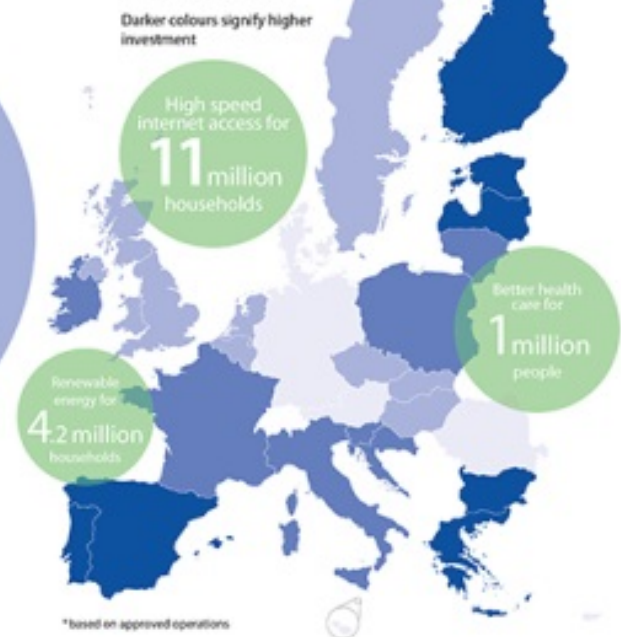 Darker colours signify higher
investment
High speed
internet access for
11 million
households
Better health
care for
1 million
people
Renewable
energy for
4.2 million
households
*based on approved operations